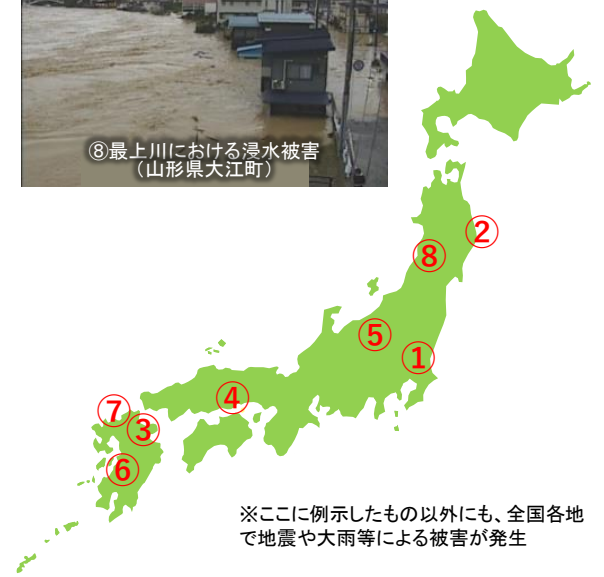 ⑧最上川における浸水被害
(山形県大江町)
②
⑧
⑤
①
④
⑦
③
⑥
※ここに例示したもの以外にも、全国各地
で地震や大雨等による被害が発生